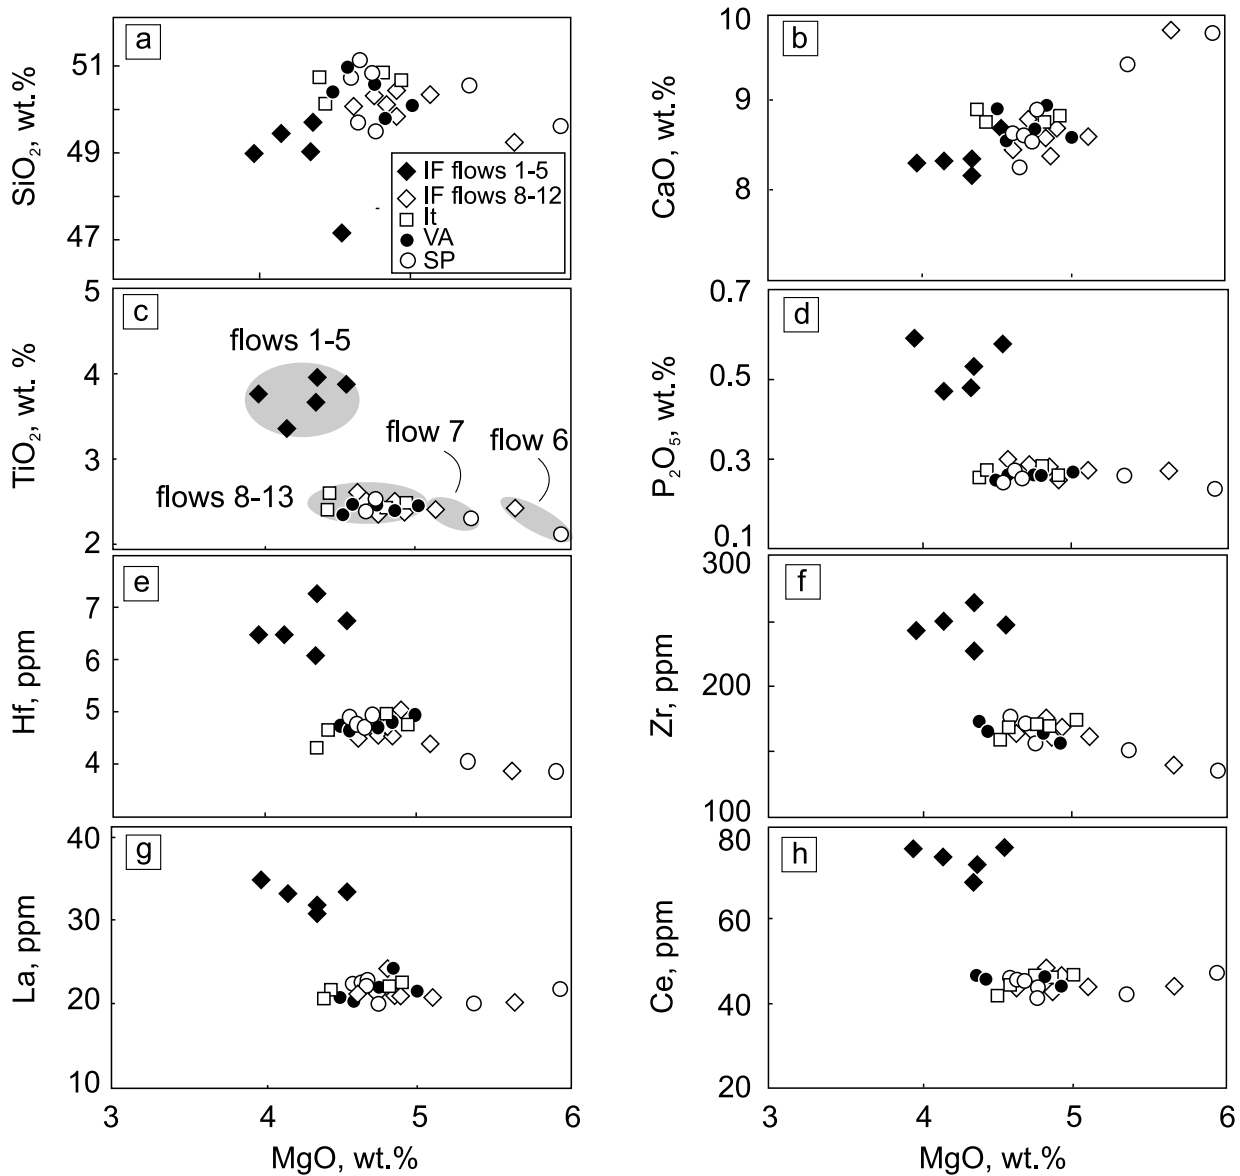 a
SiO₂, wt.%
51
49
47
IF flows 1-5
IF flows 8-12
It
VA
SP
b
CaO, wt.%
10
9
8
7
c
TiO₂, wt. %
5
4
3
2
flows 1-5
flow 7
flow 6
flows 8-13
d
P₂O₅, wt.%
0.7
0.5
0.3
0.1
e
Hf, ppm
7
6
5
4
f
Zr, ppm
300
200
100
g
La, ppm
40
30
20
10
3 4 5 6
MgO, wt.%
h
Ce, ppm
80
60
40
20
3 4 5 6
MgO, wt.%